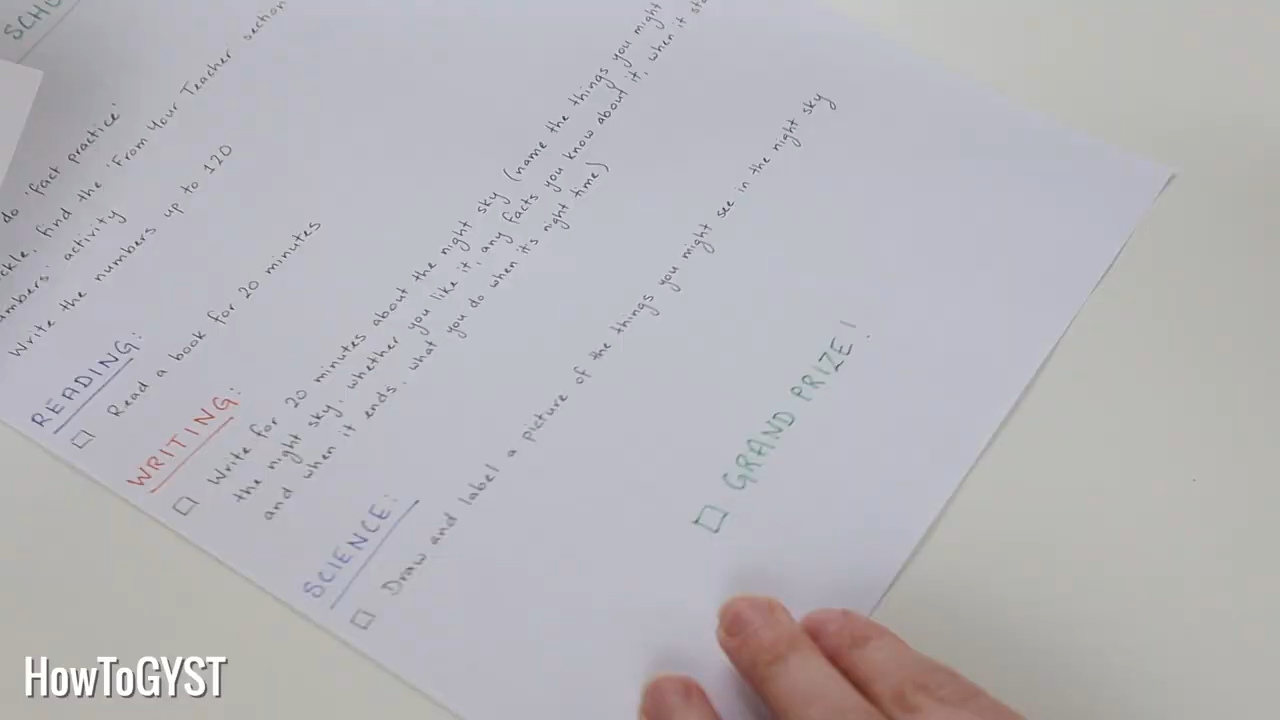 SCHO
do 'fact practice'
find the 'From Your Teacher' section
activity
Write the numbers up to 120
READING:
Read a book for 20 minutes
WRITING:
Write for 20 minutes about the night sky (name the things you might
the night sky, whether you like it, any facts you know about it, when it sta
and when it ends, what you do when it's night time)
SCIENCE:
Draw and label a picture of the things you might see in the night sky
GRAND PRIZE!
HowToGYST